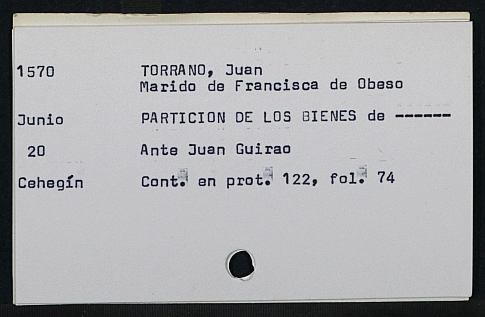 1570 TORRANO, Juan
Marido de Francisca de Obeso
Junio PARTICION DE LOS BIENES de ------
20 Ante Juan Guirao
Cehegín Cont. en prot. 122, fol. 74